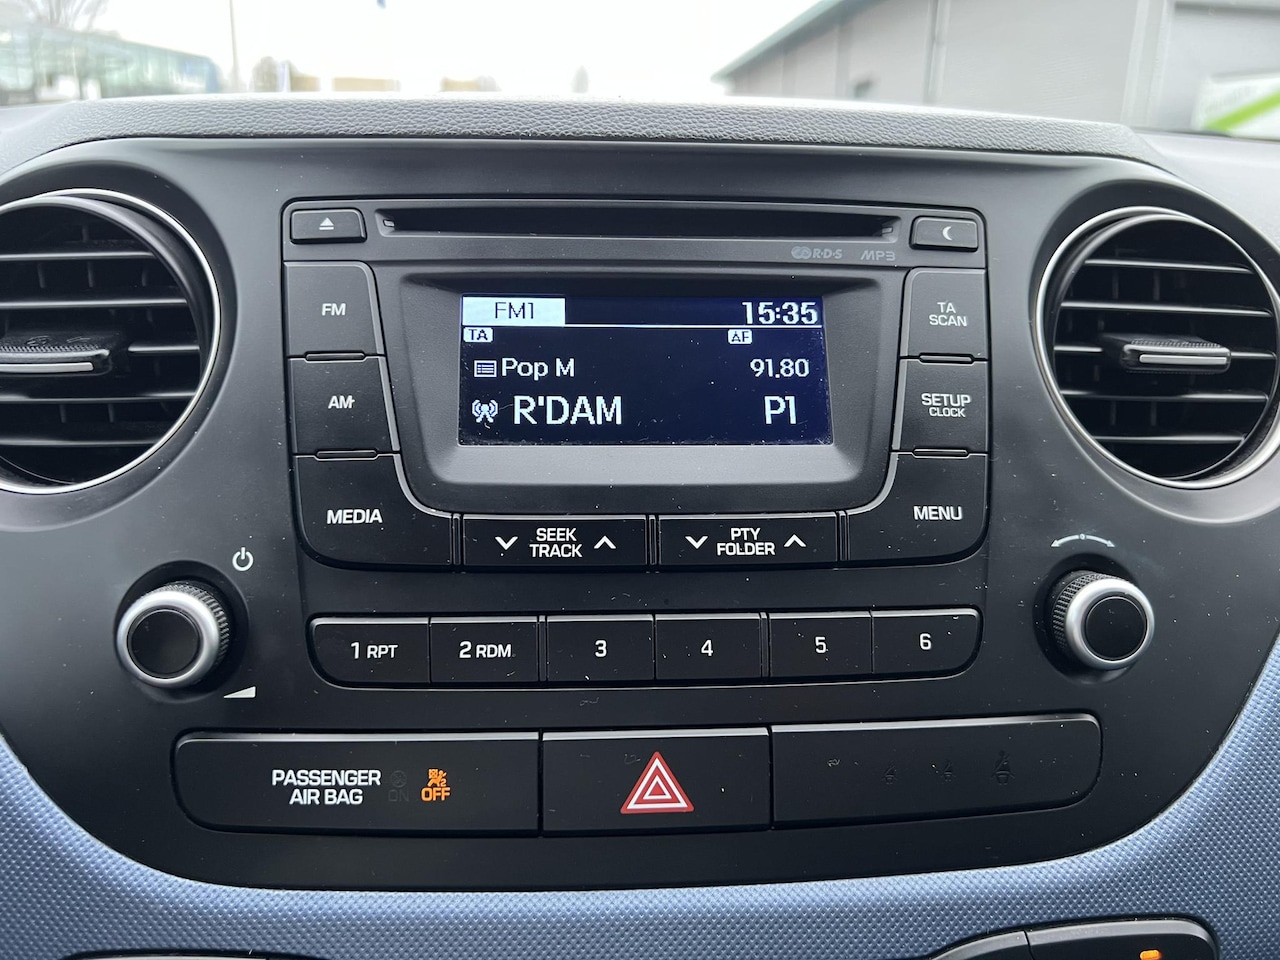 R·D·S MP3
FM
AM
MEDIA
FM1 15:35
TA AF
Pop M 91.80
R'DAM P1
TA
SCAN
SETUP
CLOCK
MENU
SEEK
TRACK
PTY
FOLDER
1 RPT 2 RDM 3 4 5 6
PASSENGER
AIR BAG ON OFF